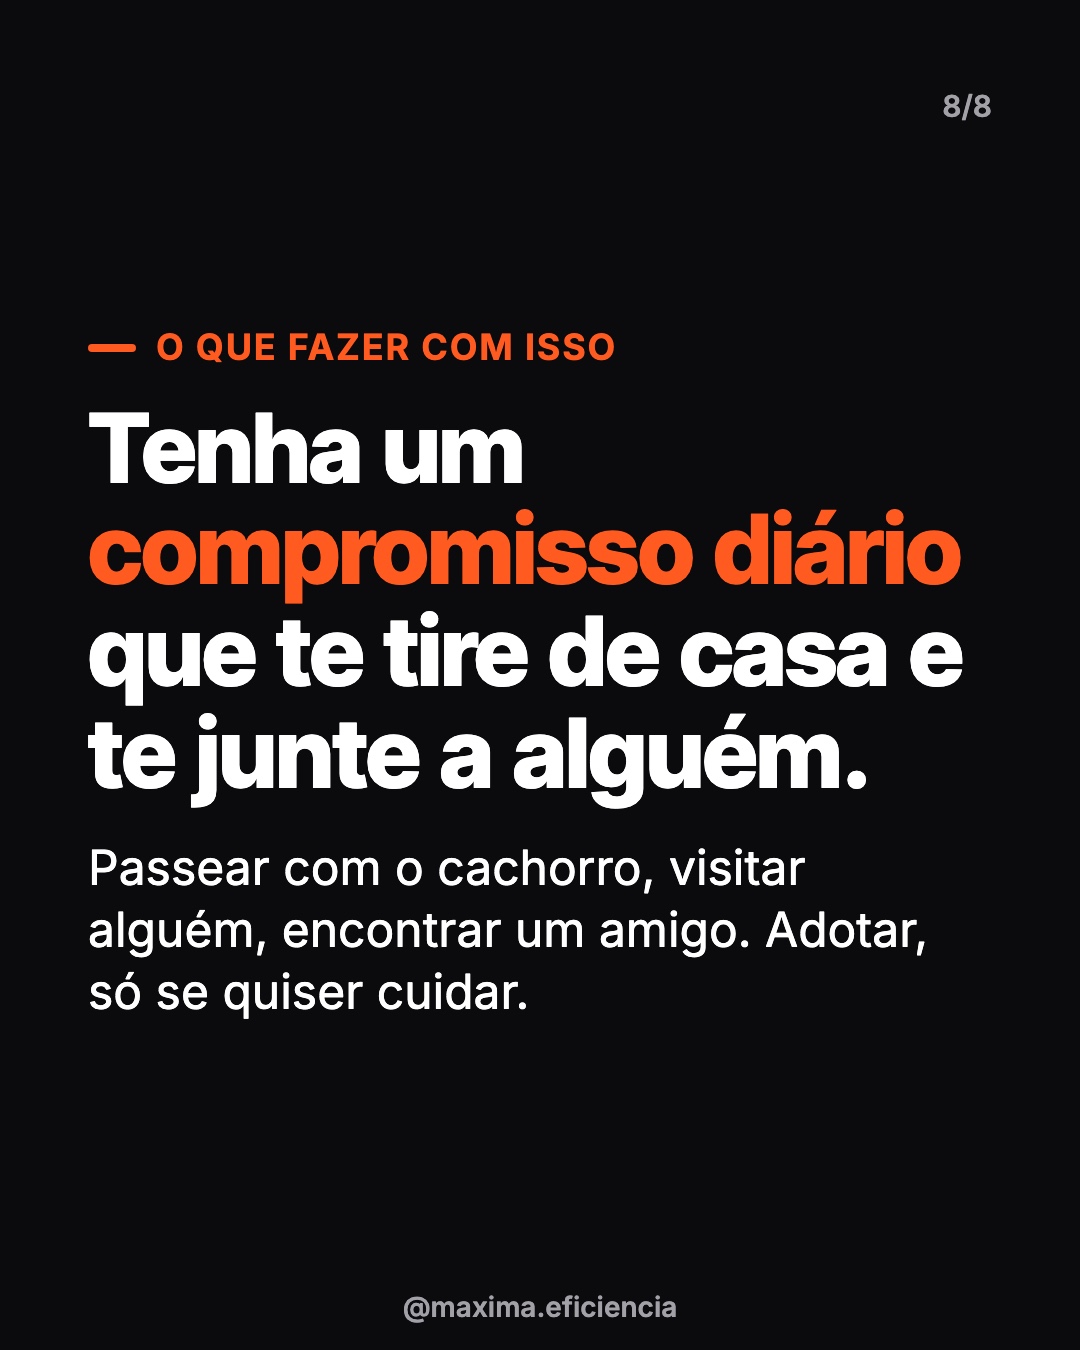 8/8
O QUE FAZER COM ISSO
Tenha um
compromisso diário
que te tire de casa e
te junte a alguém.
Passear com o cachorro, visitar
alguém, encontrar um amigo. Adotar,
só se quiser cuidar.
@maxima.eficiencia